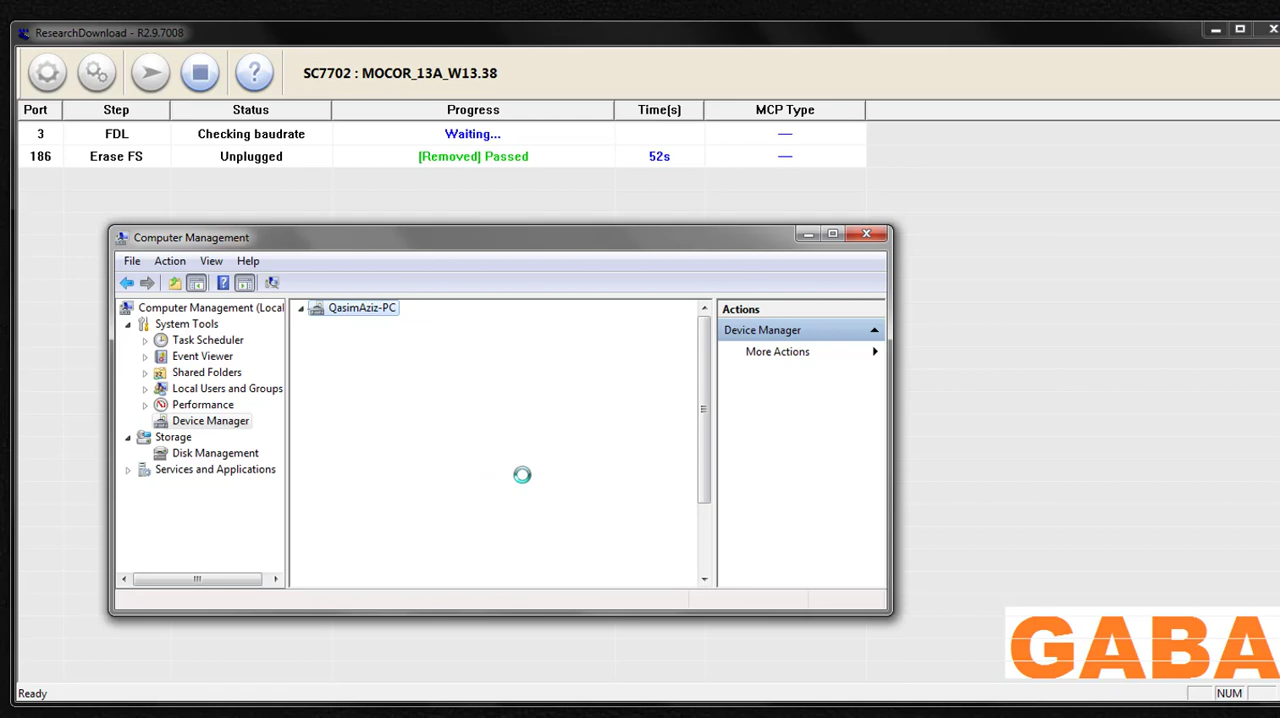 ResearchDownload - R2.9.7008
SC7702 : MOCOR_13A_W13.38
Port Step Status Progress Time(s) MCP Type
3 FDL Checking baudrate Waiting... —
186 Erase FS Unplugged [Removed] Passed 52s —
Computer Management
File Action View Help
Computer Management (Local
System Tools
Task Scheduler
Event Viewer
Shared Folders
Local Users and Groups
Performance
Device Manager
Storage
Disk Management
Services and Applications
QasimAziz-PC
Actions
Device Manager
More Actions
GABA
Ready NUM